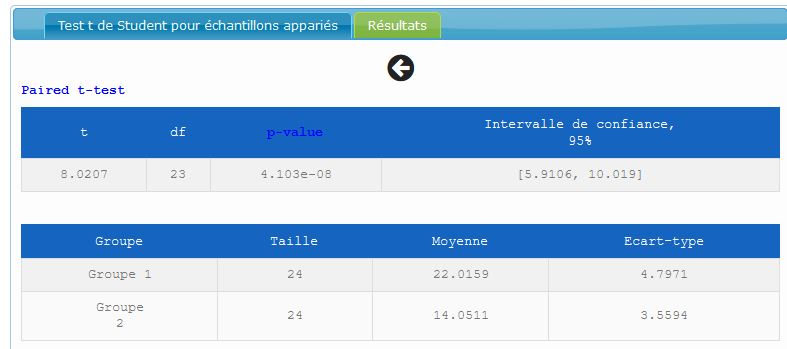 Test t de Student pour échantillons appariés Résultats
Paired t-test
t df p-value Intervalle de confiance,
95%
8.0207 23 4.103e-08 [5.9106, 10.019]
Groupe Taille Moyenne Ecart-type
Groupe 1 24 22.0159 4.7971
Groupe
2 24 14.0511 3.5594